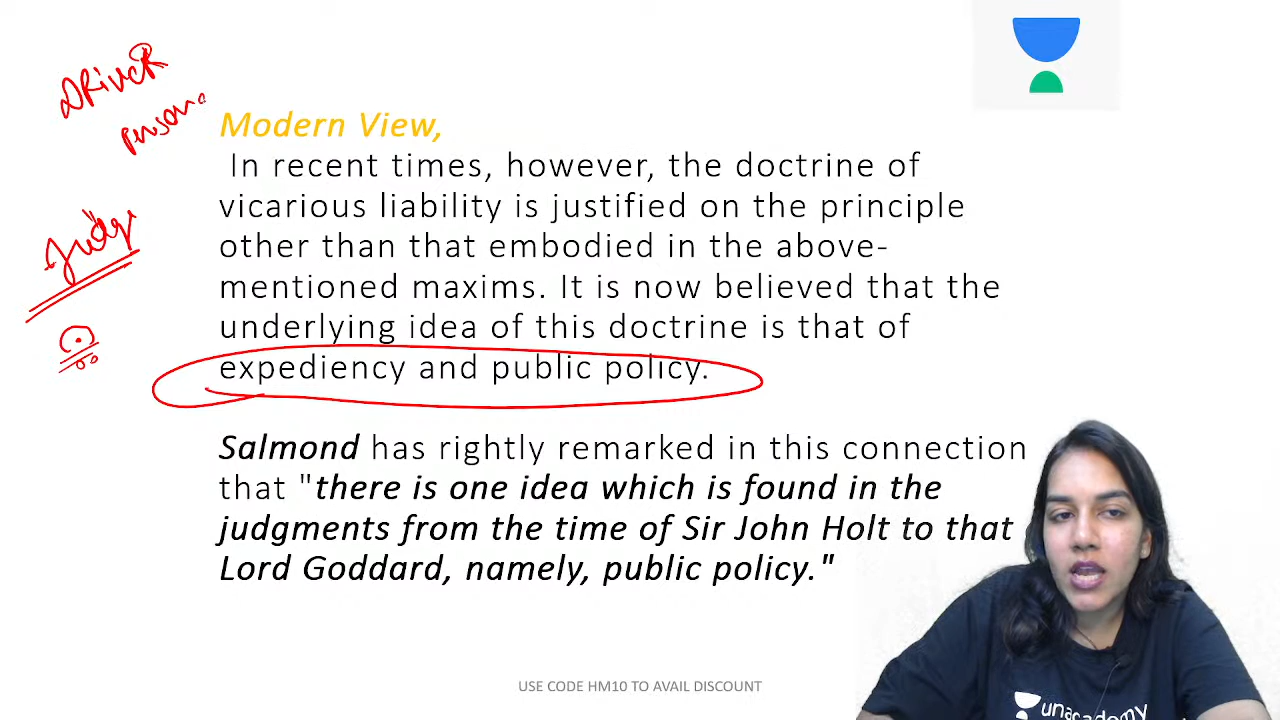 DRiveR
person
Judge
Modern View,
In recent times, however, the doctrine of
vicarious liability is justified on the principle
other than that embodied in the above-
mentioned maxims. It is now believed that the
underlying idea of this doctrine is that of
expediency and public policy.
Salmond has rightly remarked in this connection
that "there is one idea which is found in the
judgments from the time of Sir John Holt to that
Lord Goddard, namely, public policy."
USE CODE HM10 TO AVAIL DISCOUNT
unacademy